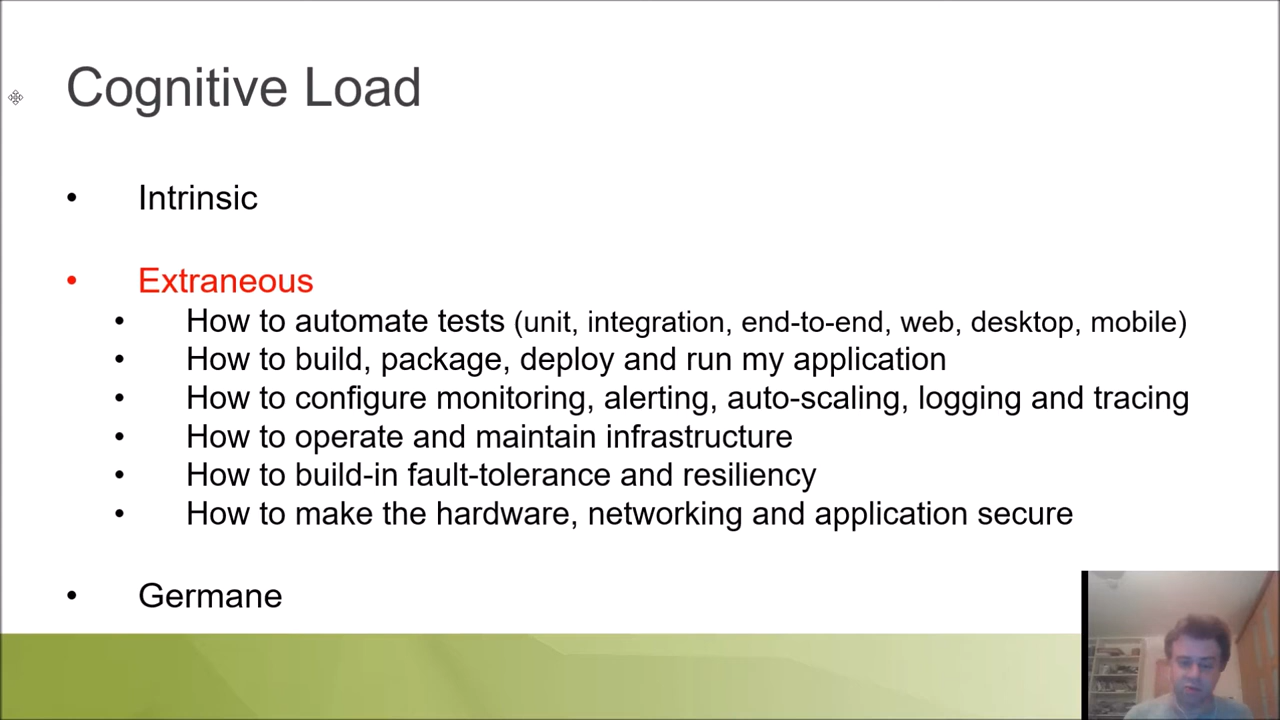 Cognitive Load
• Intrinsic
• Extraneous
• How to automate tests (unit, integration, end-to-end, web, desktop, mobile)
• How to build, package, deploy and run my application
• How to configure monitoring, alerting, auto-scaling, logging and tracing
• How to operate and maintain infrastructure
• How to build-in fault-tolerance and resiliency
• How to make the hardware, networking and application secure
• Germane